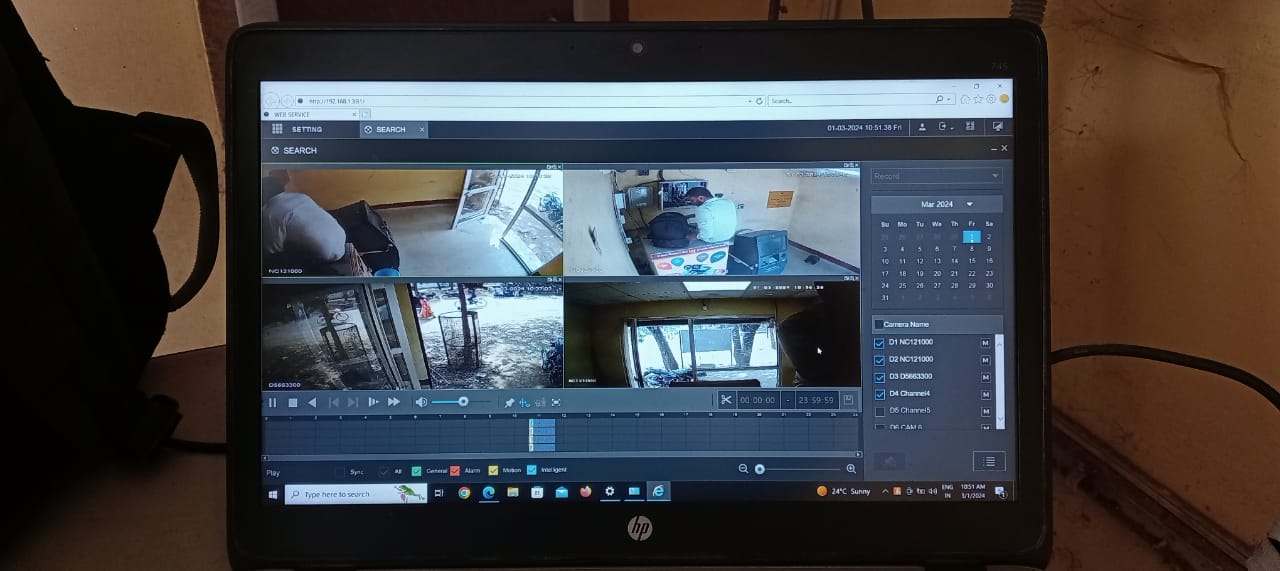 745
http://192.168.1.3:81/
Search...
WEB SERVICE
SETTING
SEARCH
01-03-2024 10:51:38 Fri
SEARCH
Record
Mar 2024
Su Mo Tu We Th Fr Sa
1 2
3 4 5 6 7 8 9
10 11 12 13 14 15 16
17 18 19 20 21 22 23
24 25 26 27 28 29 30
31
NC121000
Camera Name
D1 NC121000 M
D2 NC121000 M
D3 D5663300 M
D4 Channel4 M
D5 Channel5 M
D6 CAM 6
D5663300
00:00:00 - 23:59:59
Play
Sync All General Alarm Motion Intelligent
Type here to search
24°C Sunny
ENG
IN
10:51 AM
3/1/2024
hp